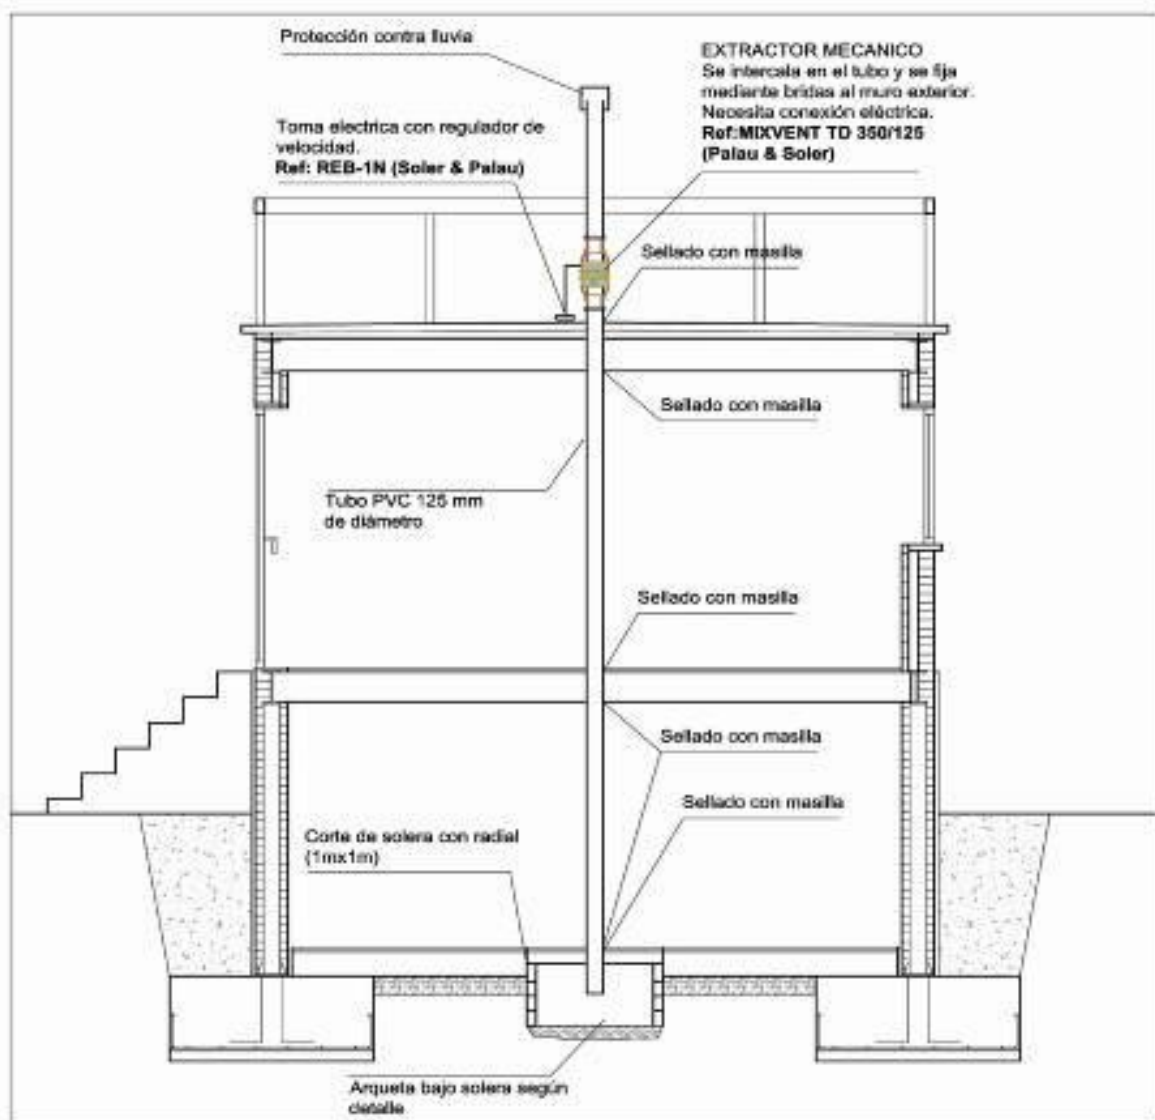 Protección contra lluvia
EXTRACTOR MECANICO
Se intercala en el tubo y se fija
mediante bridas al muro exterior.
Necesita conexión eléctrica.
Ref:MIXVENT TD 350/125
(Palau & Soler)
Toma electrica con regulador de
velocidad.
Ref: REB-1N (Soler & Palau)
Sellado con masilla
Sellado con masilla
Tubo PVC 125 mm
de diámetro
Sellado con masilla
Sellado con masilla
Sellado con masilla
Corte de solera con radial
(1mx1m)
Arqueta bajo solera según
detalle